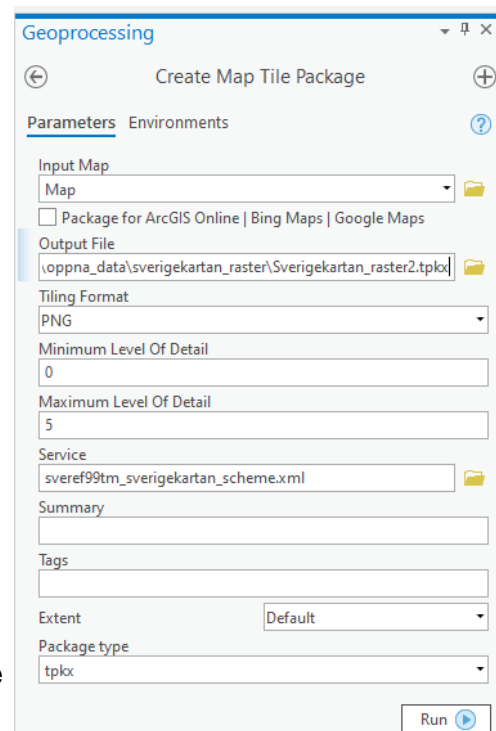 Geoprocessing
Create Map Tile Package
Parameters Environments
Input Map
Map
Package for ArcGIS Online | Bing Maps | Google Maps
Output File
\oppna_data\sverigekartan_raster\Sverigekartan_raster2.tpkx
Tiling Format
PNG
Minimum Level Of Detail
0
Maximum Level Of Detail
5
Service
sveref99tm_sverigekartan_scheme.xml
Summary
Tags
Extent Default
Package type
tpkx
e
Run